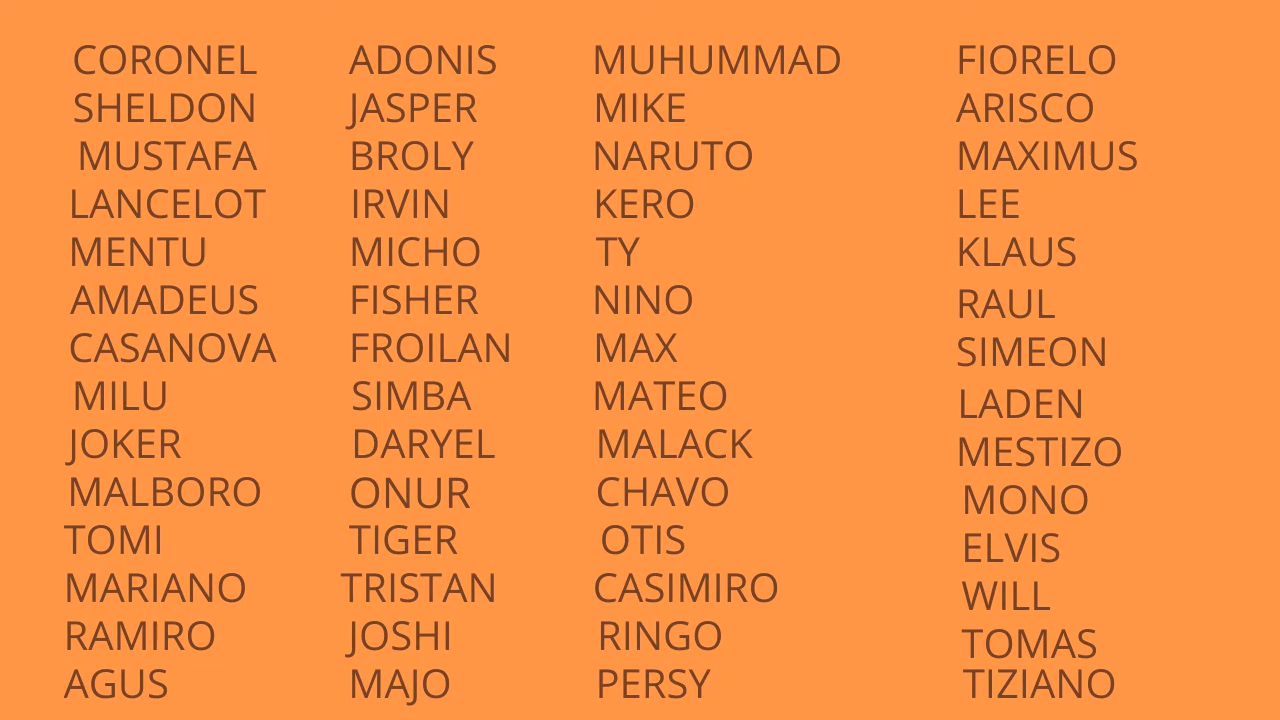 CORONEL
SHELDON
MUSTAFA
LANCELOT
MENTU
AMADEUS
CASANOVA
MILU
JOKER
MALBORO
TOMI
MARIANO
RAMIRO
AGUS
ADONIS
JASPER
BROLY
IRVIN
MICHO
FISHER
FROILAN
SIMBA
DARYEL
ONUR
TIGER
TRISTAN
JOSHI
MAJO
MUHUMMAD
MIKE
NARUTO
KERO
TY
NINO
MAX
MATEO
MALACK
CHAVO
OTIS
CASIMIRO
RINGO
PERSY
FIORELO
ARISCO
MAXIMUS
LEE
KLAUS
RAUL
SIMEON
LADEN
MESTIZO
MONO
ELVIS
WILL
TOMAS
TIZIANO